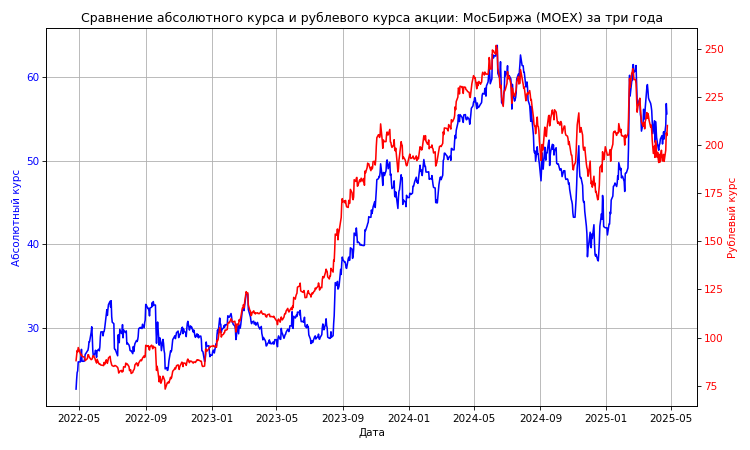 Сравнение абсолютного курса и рублевого курса акции: МосБиржа (MOEX) за три года
Абсолютный курс
60
50
40
30
250
225
200
175
150
125
100
75
Рублевый курс
2022-05 2022-09 2023-01 2023-05 2023-09 2024-01 2024-05 2024-09 2025-01 2025-05
Дата